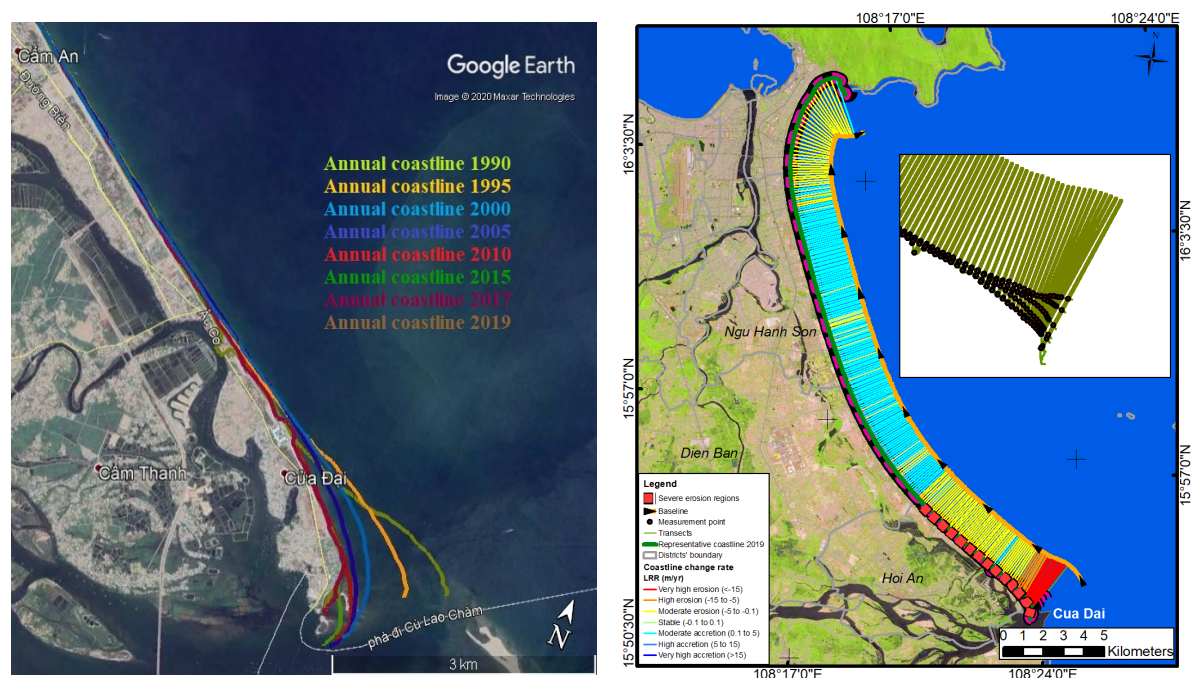 Cẩm An
Đường Biển
Google Earth
Image © 2020 Maxar Technologies
Annual coastline 1990
Annual coastline 1995
Annual coastline 2000
Annual coastline 2005
Annual coastline 2010
Annual coastline 2015
Annual coastline 2017
Annual coastline 2019
Âu Cơ
Cẩm Thanh
Cửa Đại
phà đi Cù Lao Chàm
N
3 km
108°17'0"E
108°24'0"E
N
16°3'30"N
16°3'30"N
Ngu Hanh Son
15°57'0"N
15°57'0"N
Dien Ban
Legend
Severe erosion regions
Baseline
Measurement point
Transects
Representative coastline 2019
Districts' boundary
Coastline change rate
LRR (m/yr)
Very high erosion (<-15)
High erosion (-15 to -5)
Moderate erosion (-5 to -0.1)
Stable (-0.1 to 0.1)
Moderate accretion (0.1 to 5)
High accretion (5 to 15)
Very high accretion (>15)
Hoi An
Cua Dai
15°50'30"N
0 1 2 3 4 5
Kilometers
108°17'0"E
108°24'0"E